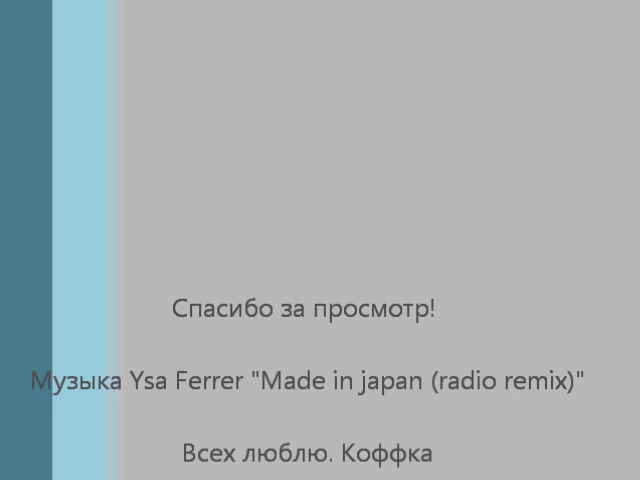 Спасибо за просмотр!
Музыка Ysa Ferrer "Made in japan (radio remix)"
Всех люблю. Коффка